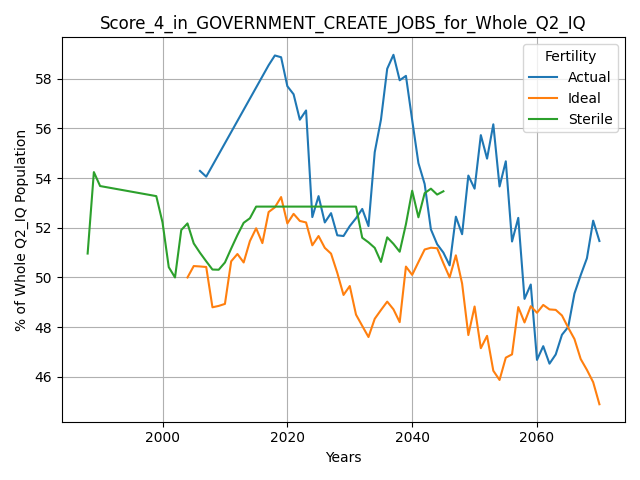 Score_4_in_GOVERNMENT_CREATE_JOBS_for_Whole_Q2_IQ
Fertility
Actual
Ideal
Sterile
% of Whole Q2_IQ Population
58
56
54
52
50
48
46
2000
2020
2040
2060
Years